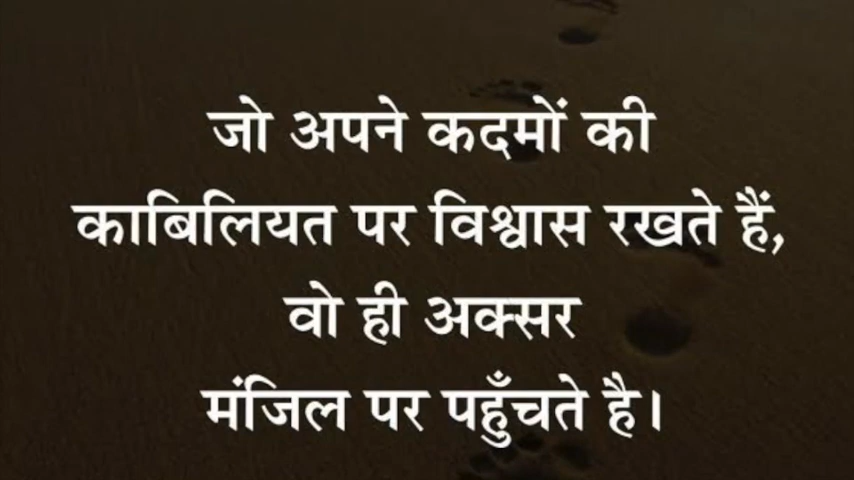 जो अपने कदमों की
काबिलियत पर विश्वास रखते हैं,
वो ही अक्सर
मंजिल पर पहुँचते है।